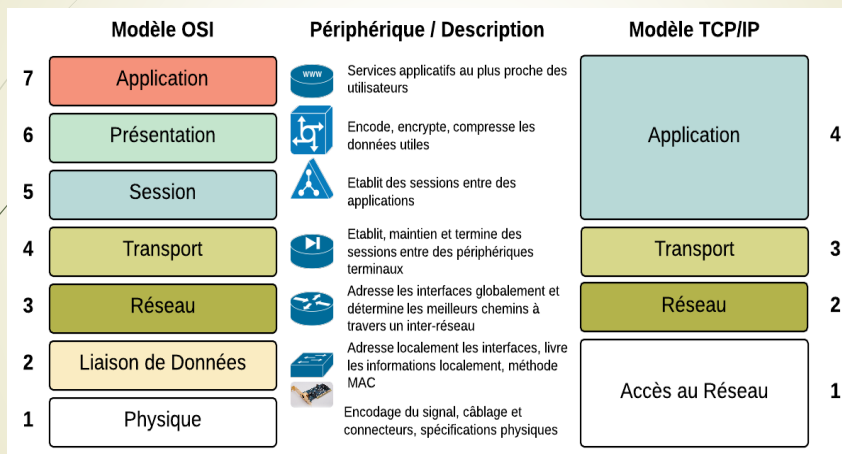 Modèle OSI Périphérique / Description Modèle TCP/IP
7 Application
www
Services applicatifs au plus proche des
utilisateurs
6 Présentation
Encode, encrypte, compresse les
données utiles
5 Session
Etablit des sessions entre des
applications
Application 4
4 Transport
Etablit, maintien et termine des
sessions entre des périphériques
terminaux
Transport 3
3 Réseau
Adresse les interfaces globalement et
détermine les meilleurs chemins à
travers un inter-réseau
Réseau 2
2 Liaison de Données
Adresse localement les interfaces, livre
les informations localement, méthode
MAC
1 Physique
Encodage du signal, câblage et
connecteurs, spécifications physiques
Accès au Réseau 1